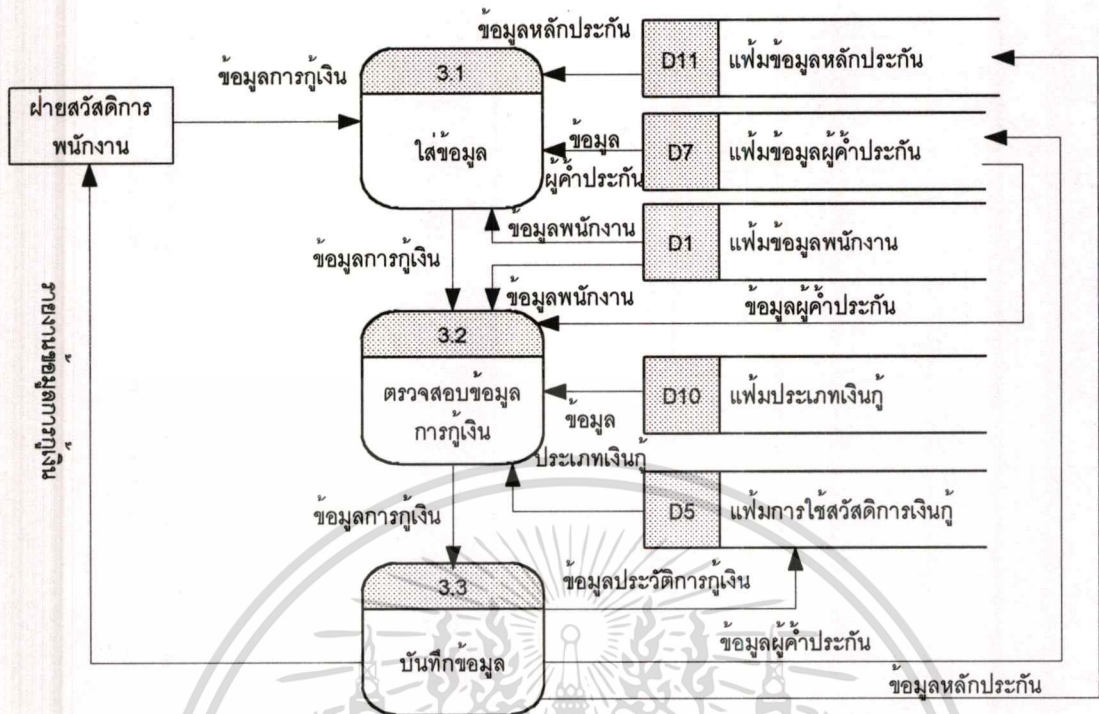 ข้อมูลหลักประกัน
D11
แฟ้มข้อมูลหลักประกัน
ข้อมูลการกู้เงิน
3.1
ฝ่ายสวัสดิการ
พนักงาน
ใส่ข้อมูล
ข้อมูล
ผู้ค้ำประกัน
D7
แฟ้มข้อมูลผู้ค้ำประกัน
ข้อมูลพนักงาน
D1
แฟ้มข้อมูลพนักงาน
ข้อมูลการกู้เงิน
ข้อมูลพนักงาน
ข้อมูลผู้ค้ำประกัน
3.2
ตรวจสอบข้อมูล
การกู้เงิน
ข้อมูล
ประเภทเงินกู้
D10
แฟ้มประเภทเงินกู้
D5
แฟ้มการใช้สวัสดิการเงินกู้
รายงานข้อมูลการกู้เงิน
ข้อมูลการกู้เงิน
3.3
บันทึกข้อมูล
ข้อมูลประวัติการกู้เงิน
ข้อมูลผู้ค้ำประกัน
ข้อมูลหลักประกัน